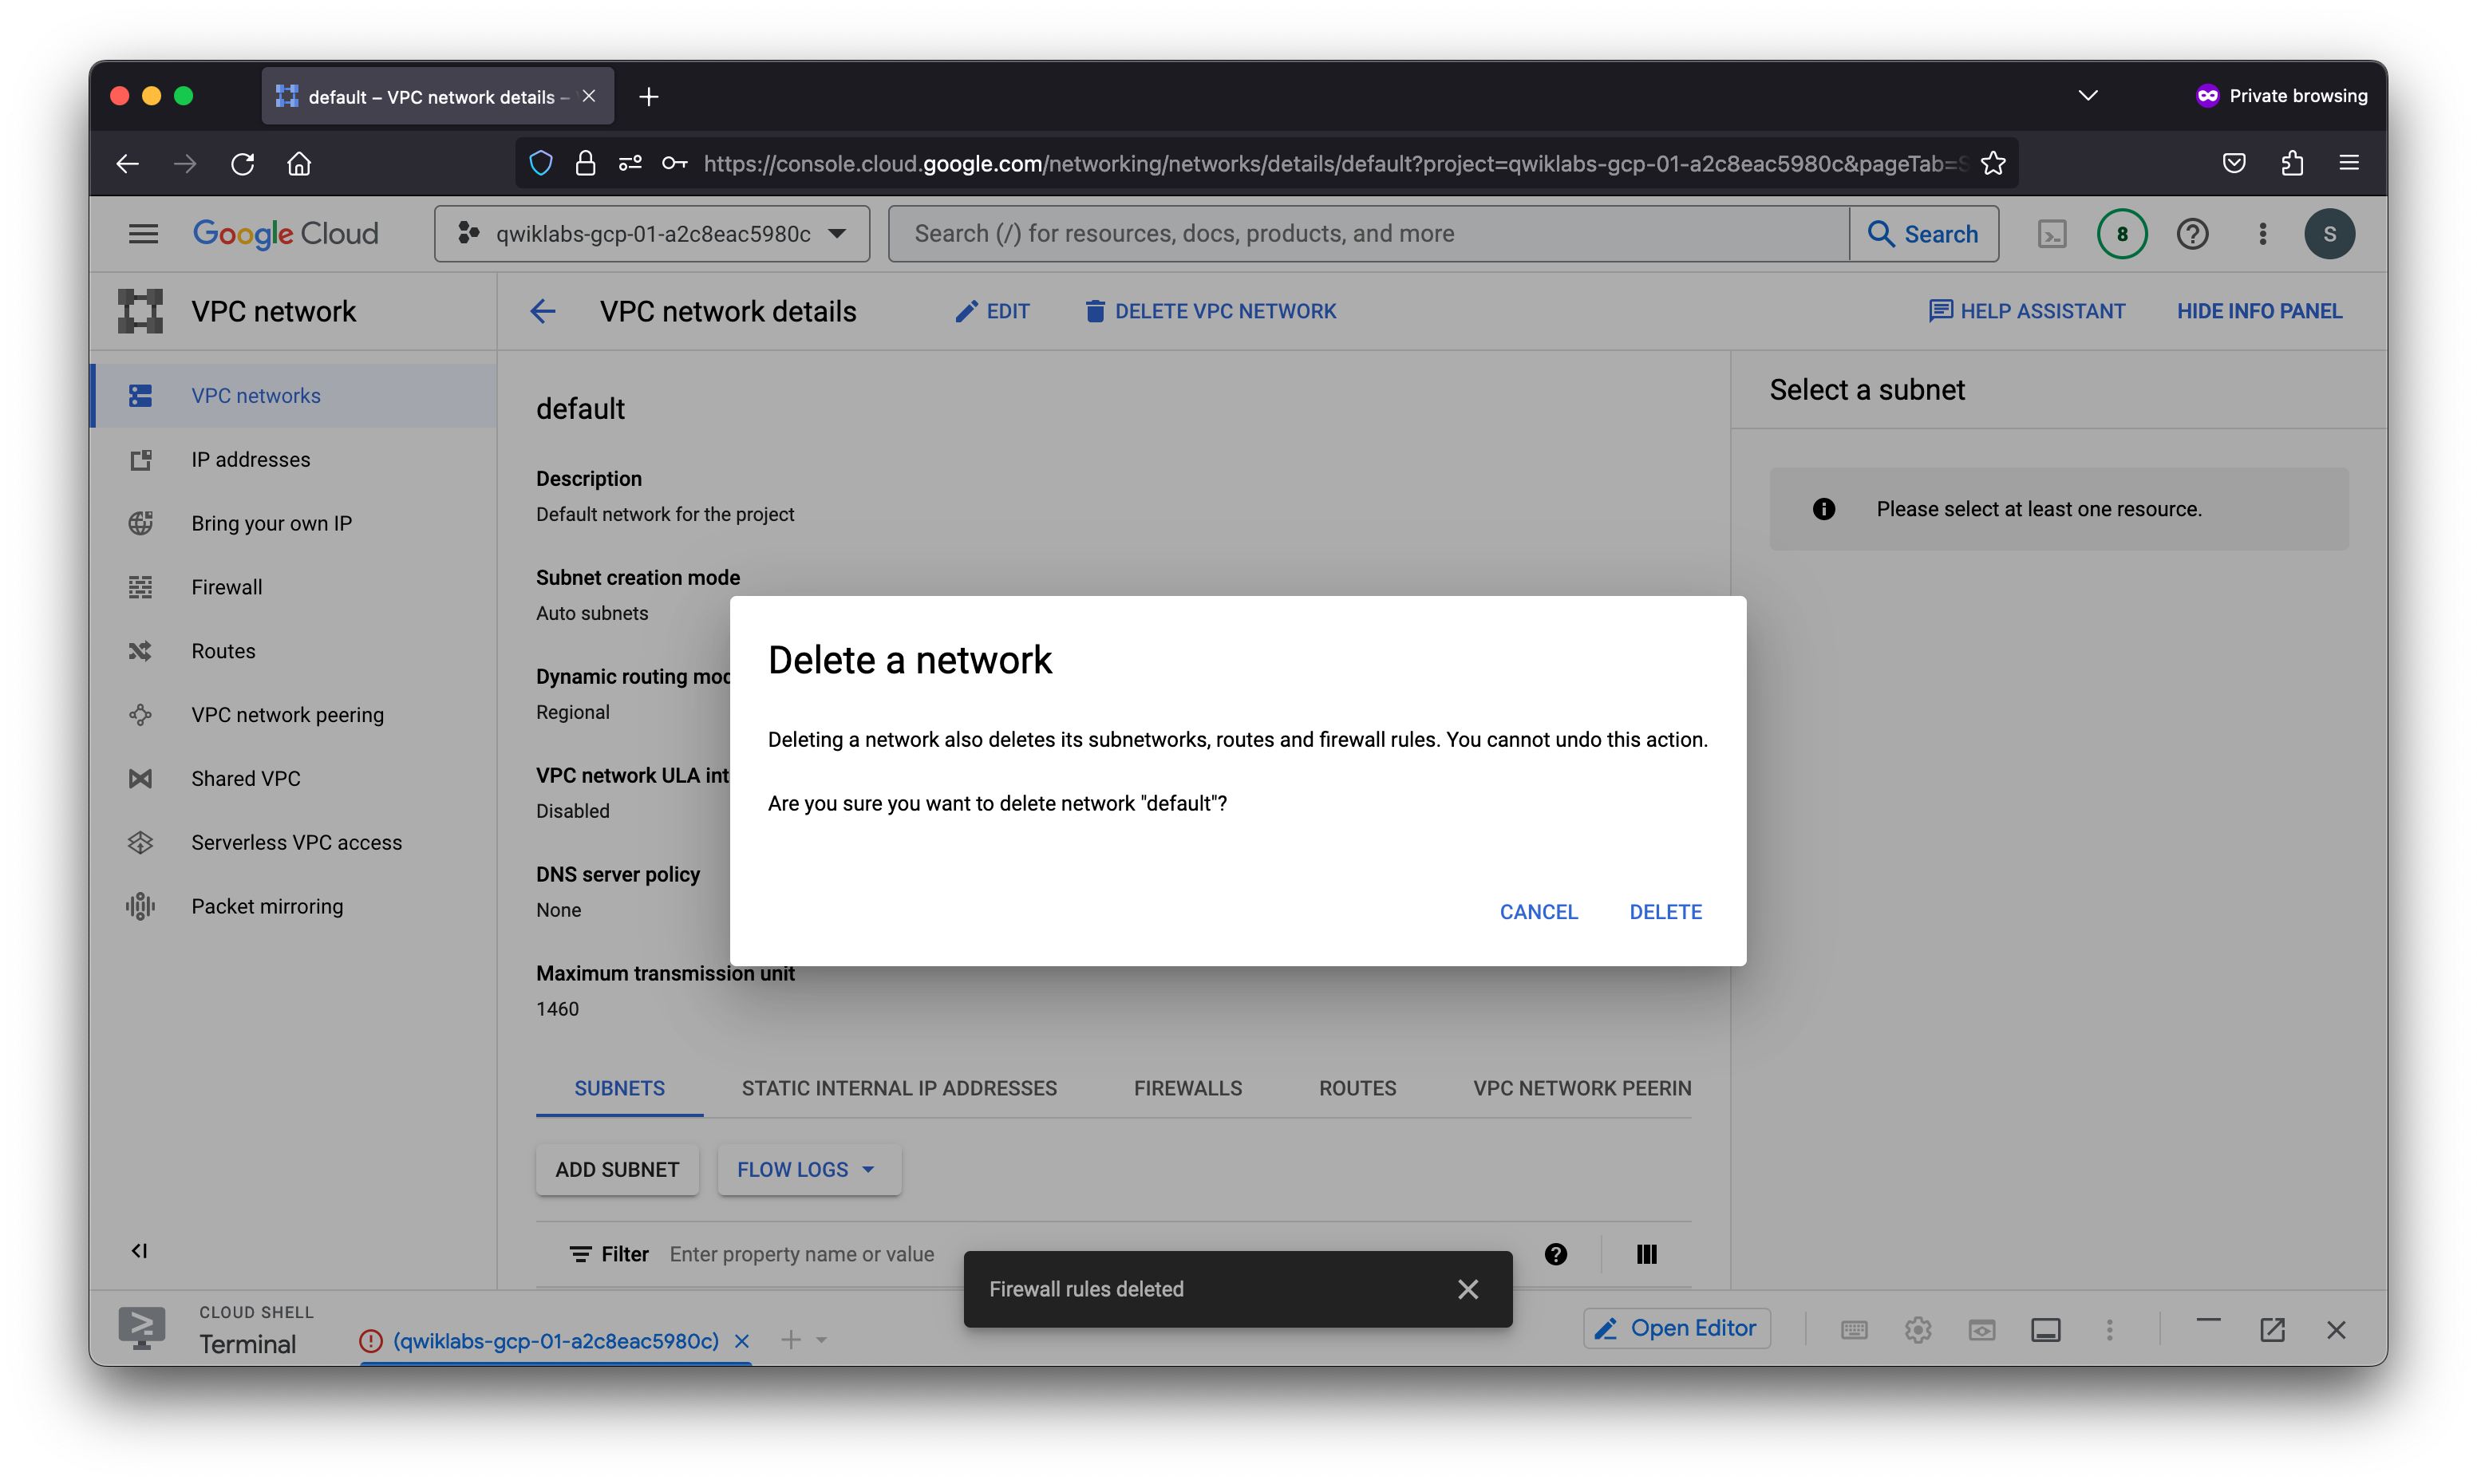 default – VPC network details –
Private browsing
https://console.cloud.google.com/networking/networks/details/default?project=qwiklabs-gcp-01-a2c8eac5980c&pageTab=S
Google Cloud
qwiklabs-gcp-01-a2c8eac5980c
Search (/) for resources, docs, products, and more
Search
8
S
VPC network
VPC network details
EDIT
DELETE VPC NETWORK
HELP ASSISTANT
HIDE INFO PANEL
VPC networks
IP addresses
Bring your own IP
Firewall
Routes
VPC network peering
Shared VPC
Serverless VPC access
Packet mirroring
default
Description
Default network for the project
Subnet creation mode
Auto subnets
Dynamic routing mod
Regional
VPC network ULA int
Disabled
DNS server policy
None
Maximum transmission unit
1460
Select a subnet
Please select at least one resource.
Delete a network
Deleting a network also deletes its subnetworks, routes and firewall rules. You cannot undo this action.
Are you sure you want to delete network "default"?
CANCEL
DELETE
SUBNETS
STATIC INTERNAL IP ADDRESSES
FIREWALLS
ROUTES
VPC NETWORK PEERIN
ADD SUBNET
FLOW LOGS
Filter
Enter property name or value
Firewall rules deleted
CLOUD SHELL
Terminal
(qwiklabs-gcp-01-a2c8eac5980c)
Open Editor